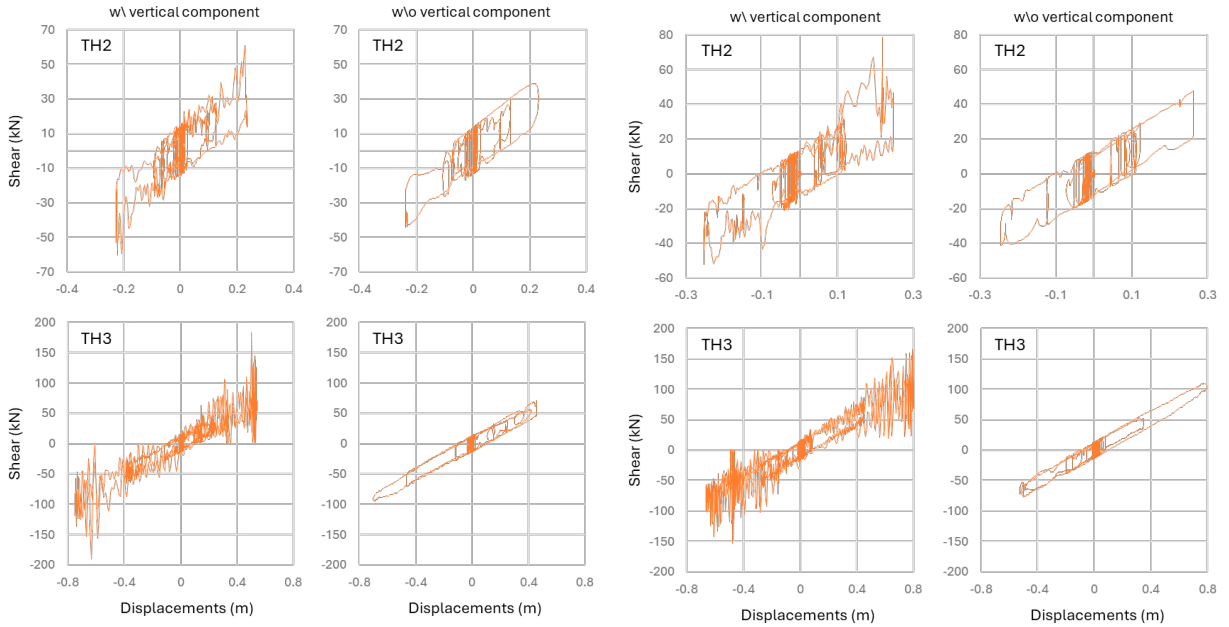 w\ vertical component
w\o vertical component
w\ vertical component
w\o vertical component
TH2
TH2
TH2
TH2
Shear (kN)
70
50
30
10
-10
-30
-50
-70
-0.4 -0.2 0 0.2 0.4
70
50
30
10
-10
-30
-50
-70
-0.4 -0.2 0 0.2 0.4
Shear (kN)
80
60
40
20
0
-20
-40
-60
-0.3 -0.1 0.1 0.3
80
60
40
20
0
-20
-40
-60
-0.3 -0.1 0.1 0.3
TH3
TH3
TH3
TH3
Shear (kN)
200
150
100
50
0
-50
-100
-150
-200
-0.8 -0.4 0 0.4 0.8
Displacements (m)
200
150
100
50
0
-50
-100
-150
-200
-0.8 -0.4 0 0.4 0.8
Displacements (m)
Shear (kN)
200
150
100
50
0
-50
-100
-150
-200
-0.8 -0.4 0 0.4 0.8
Displacements (m)
200
150
100
50
0
-50
-100
-150
-200
-0.8 -0.4 0 0.4 0.8
Displacements (m)